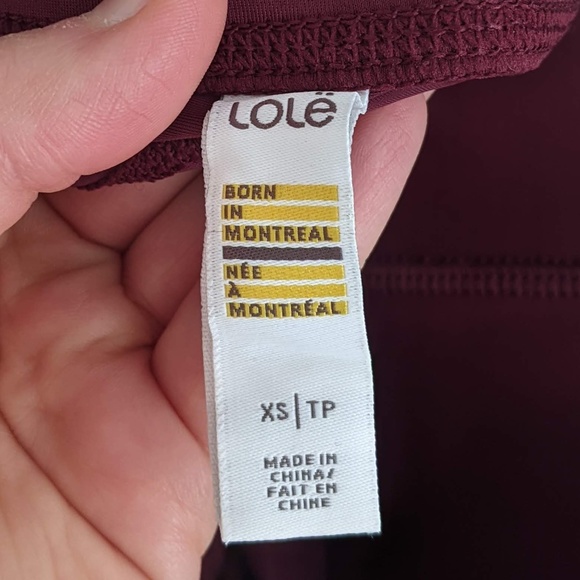 Lolë
BORN
IN
MONTREAL
NÉE
À
MONTRÉAL
XS|TP
MADE IN
CHINA/
FAIT EN
CHINE